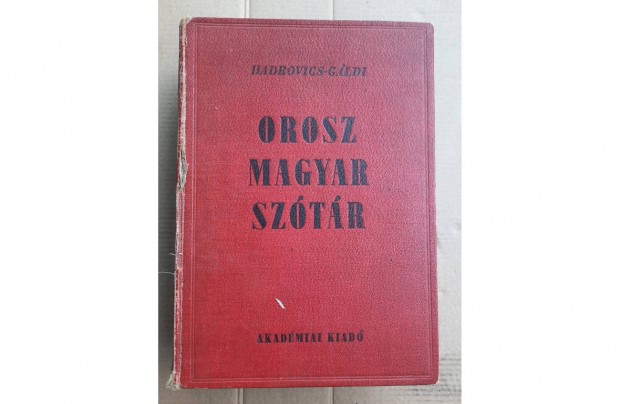 HADROVICS-GÁLDI
OROSZ
MAGYAR
SZÓTÁR
AKADÉMIAI KIADÓ